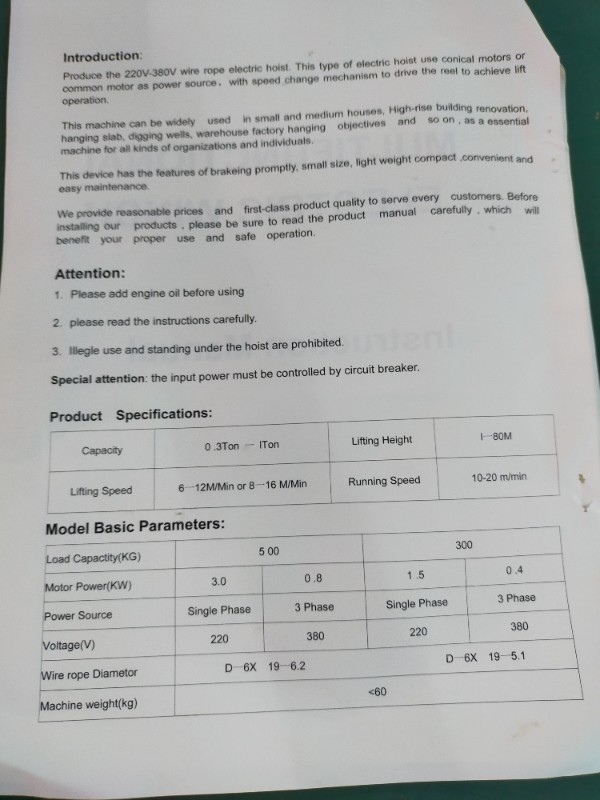 Introduction:
Produce the 220V-380V wire rope electric hoist. This type of electric hoist use conical motors or
common motor as power source, with speed change mechanism to drive the reel to achieve lift
operation.
This machine can be widely used in small and medium houses, High-rise building renovation,
hanging slab, digging wells, warehouse factory hanging objectives and so on , as a essential
machine for all kinds of organizations and individuals.
This device has the features of brakeing promptly, small size, light weight compact ,convenient and
easy maintenance.
We provide reasonable prices and first-class product quality to serve every customers. Before
installing our products , please be sure to read the product manual carefully , which will
benefit your proper use and safe operation.
Attention:
1. Please add engine oil before using
2. please read the instructions carefully.
3. Illegle use and standing under the hoist are prohibited.
Special attention: the input power must be controlled by circuit breaker.
Product Specifications:
Capacity 0.3Ton — ITon Lifting Height I—80M
Lifting Speed 6—12M/Min or 8—16 M/Min Running Speed 10-20 m/min
Model Basic Parameters:
Load Capactity(KG) 5 00 300
Motor Power(KW) 3.0 0.8 1.5 0.4
Power Source Single Phase 3 Phase Single Phase 3 Phase
Voltage(V) 220 380 220 380
Wire rope Diametor D—6X 19—6.2 D—6X 19—5.1
Machine weight(kg) <60